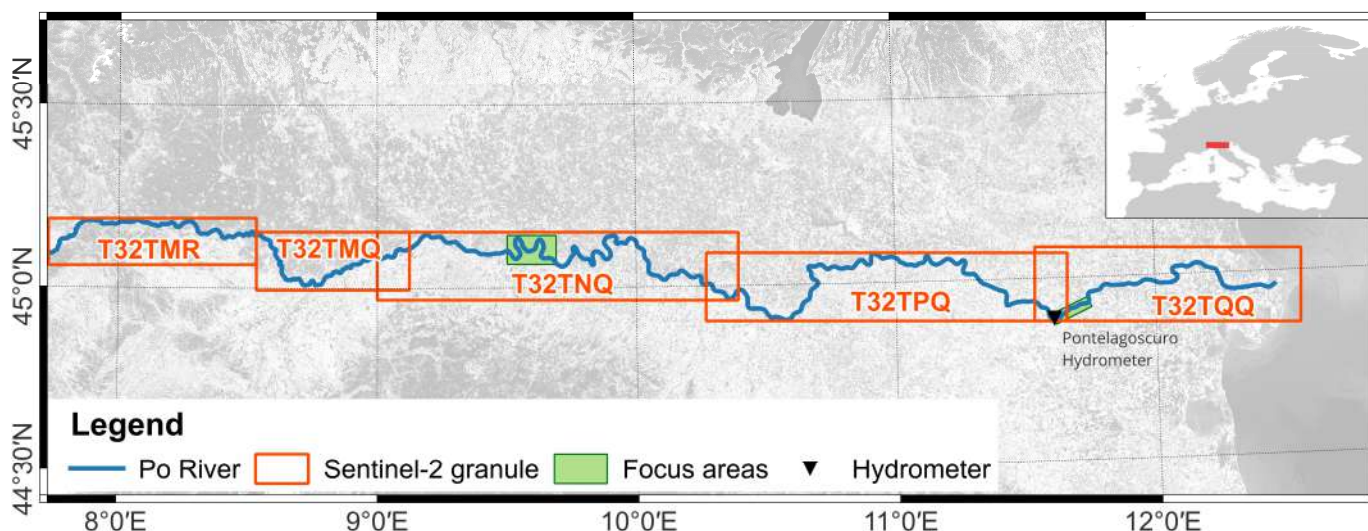 45°30'N
45°0'N
44°30'N
T32TMR
T32TMQ
T32TNQ
T32TPQ
T32TQQ
Pontelagoscuro
Hydrometer
Legend
Po River
Sentinel-2 granule
Focus areas
Hydrometer
8°0'E
9°0'E
10°0'E
11°0'E
12°0'E